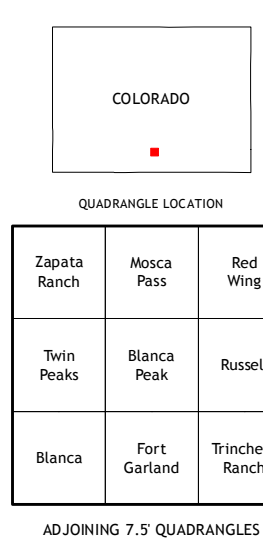 COLORADO
QUADRANGLE LOCATION
Zapata
Ranch
Mosca
Pass
Red
Wing
Twin
Peaks
Blanca
Peak
Russel
Blanca
Fort
Garland
Trinche
Ranch
ADJOINING 7.5' QUADRANGLES